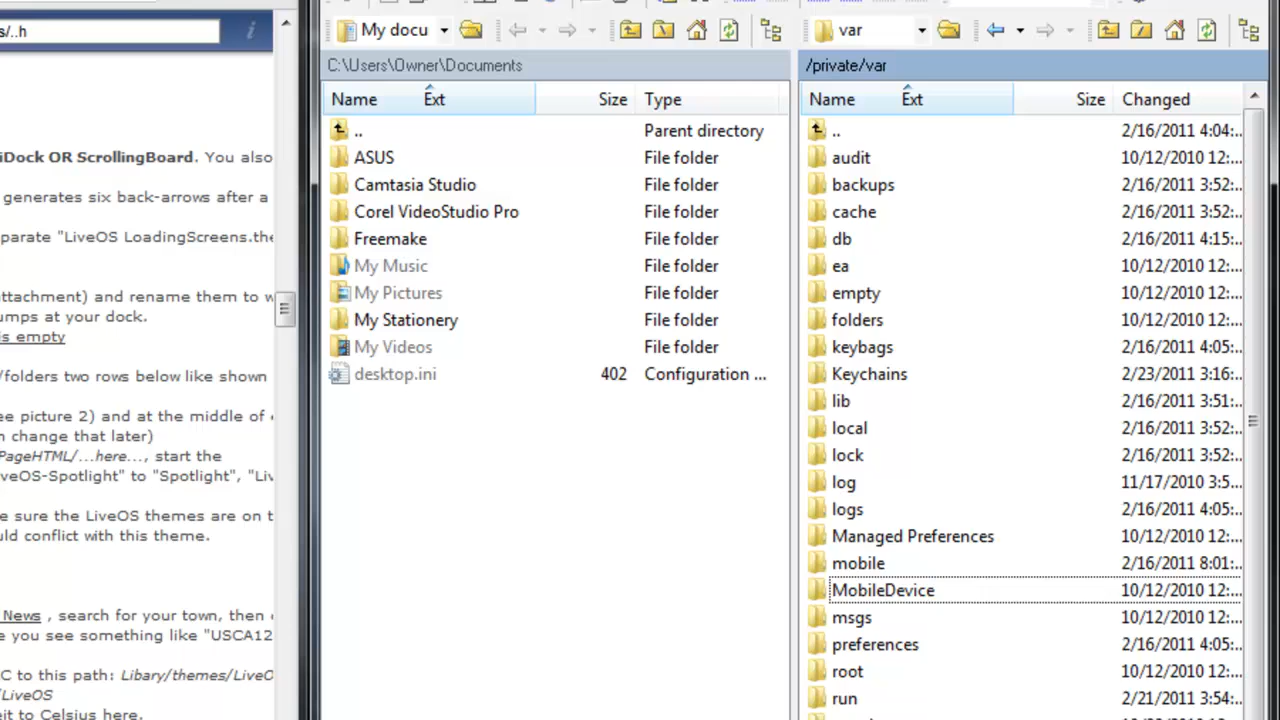 s/..h
iDock OR ScrollingBoard. You also
generates six back-arrows after a
parate "LiveOS LoadingScreens.the
attachment) and rename them to w
umps at your dock.
is empty
/folders two rows below like shown
ee picture 2) and at the middle of
n change that later)
PageHTML/...here..., start the
veOS-Spotlight" to "Spotlight", "Liv
e sure the LiveOS themes are on t
uld conflict with this theme.
News , search for your town, then
e you see something like "USCA12
C to this path: Libary/themes/LiveO
/LiveOS
eit to Celsius here.
My docu
C:\Users\Owner\Documents
Name Ext Size Type
.. Parent directory
ASUS File folder
Camtasia Studio File folder
Corel VideoStudio Pro File folder
Freemake File folder
My Music File folder
My Pictures File folder
My Stationery File folder
My Videos File folder
desktop.ini 402 Configuration ...
var
/private/var
Name Ext Size Changed
.. 2/16/2011 4:04:..
audit 10/12/2010 12:..
backups 2/16/2011 3:52:..
cache 2/16/2011 3:52:..
db 2/16/2011 4:15:..
ea 10/12/2010 12:..
empty 10/12/2010 12:..
folders 10/12/2010 12:..
keybags 2/16/2011 4:05:..
Keychains 2/23/2011 3:16:..
lib 2/16/2011 3:51:..
local 2/16/2011 3:52:..
lock 2/16/2011 3:52:..
log 11/17/2010 3:5...
logs 2/16/2011 4:05:..
Managed Preferences 10/12/2010 12:..
mobile 2/16/2011 8:01:..
MobileDevice 10/12/2010 12:..
msgs 10/12/2010 12:..
preferences 2/16/2011 4:05:..
root 10/12/2010 12:..
run 2/21/2011 3:54:..